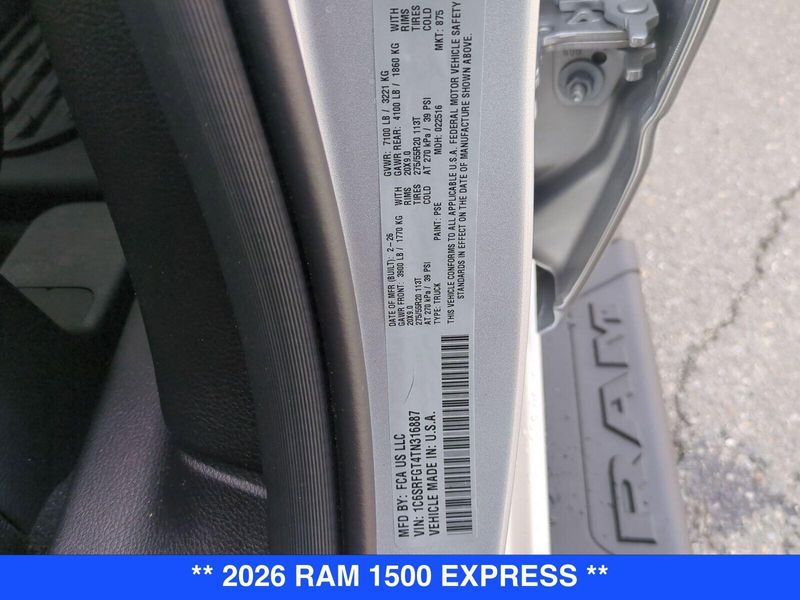 MFD BY: FCA US LLC
VIN: 1C6SRFGT4TN316887
VEHICLE MADE IN: U.S.A.
DATE OF MFR (BUILT): 2-26 GVWR: 7100 LB / 3221 KG
GAWR FRONT: 3900 LB / 1770 KG WITH GAWR REAR: 4100 LB / 1860 KG WITH
20X9.0 RIMS 20X9.0 RIMS
275/55R20 113T TIRES 275/55R20 113T TIRES
AT 270 kPa / 39 PSI COLD AT 270 kPa / 39 PSI COLD
TYPE: TRUCK PAINT: PSE MDH: 022516 MKT: 875
THIS VEHICLE CONFORMS TO ALL APPLICABLE U.S.A. FEDERAL MOTOR VEHICLE SAFETY
STANDARDS IN EFFECT ON THE DATE OF MANUFACTURE SHOWN ABOVE.
RAM
** 2026 RAM 1500 EXPRESS **